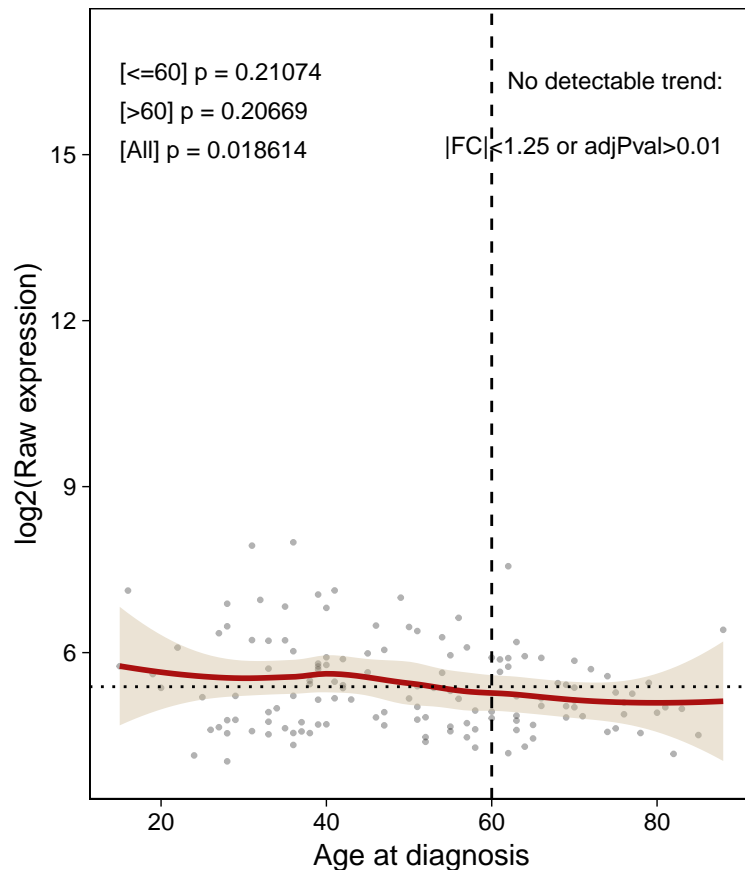 [<=60] p = 0.21074
[>60] p = 0.20669
[All] p = 0.018614
No detectable trend:
|FC|<1.25 or adjPval>0.01
log2(Raw expression)
15
12
9
6
20 40 60 80
Age at diagnosis